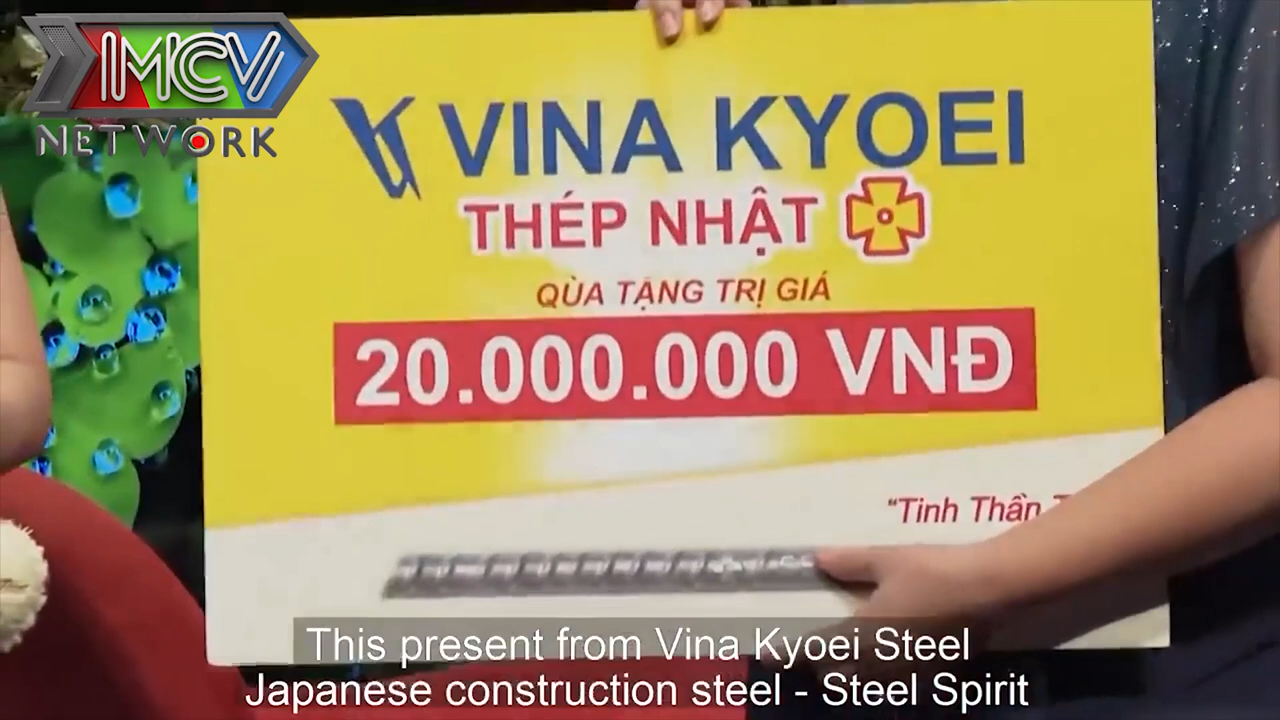 MCV
NETWORK
VINA KYOEI
THÉP NHẬT
QÙA TẶNG TRỊ GIÁ
20.000.000 VNĐ
“Tinh Thần
This present from Vina Kyoei Steel
Japanese construction steel - Steel Spirit